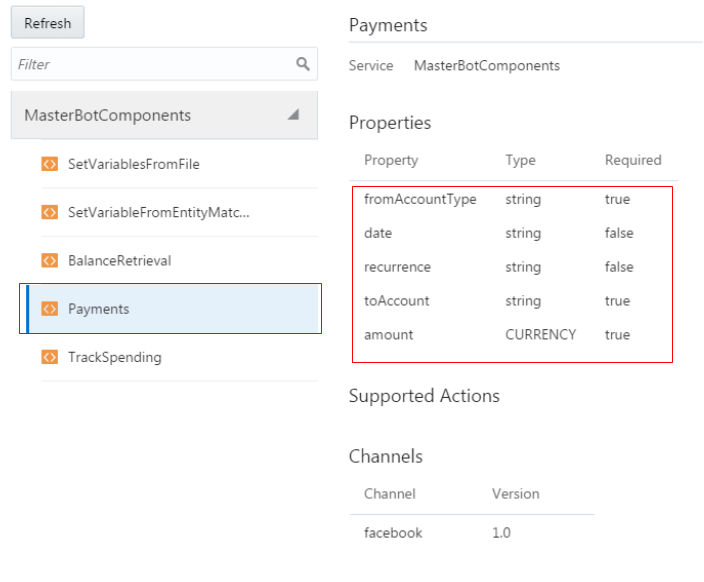 Refresh
Filter
MasterBotComponents
SetVariablesFromFile
SetVariableFromEntityMatc...
BalanceRetrieval
Payments
TrackSpending
Payments
Service MasterBotComponents
Properties
Property Type Required
fromAccountType string true
date string false
recurrence string false
toAccount string true
amount CURRENCY true
Supported Actions
Channels
Channel Version
facebook 1.0